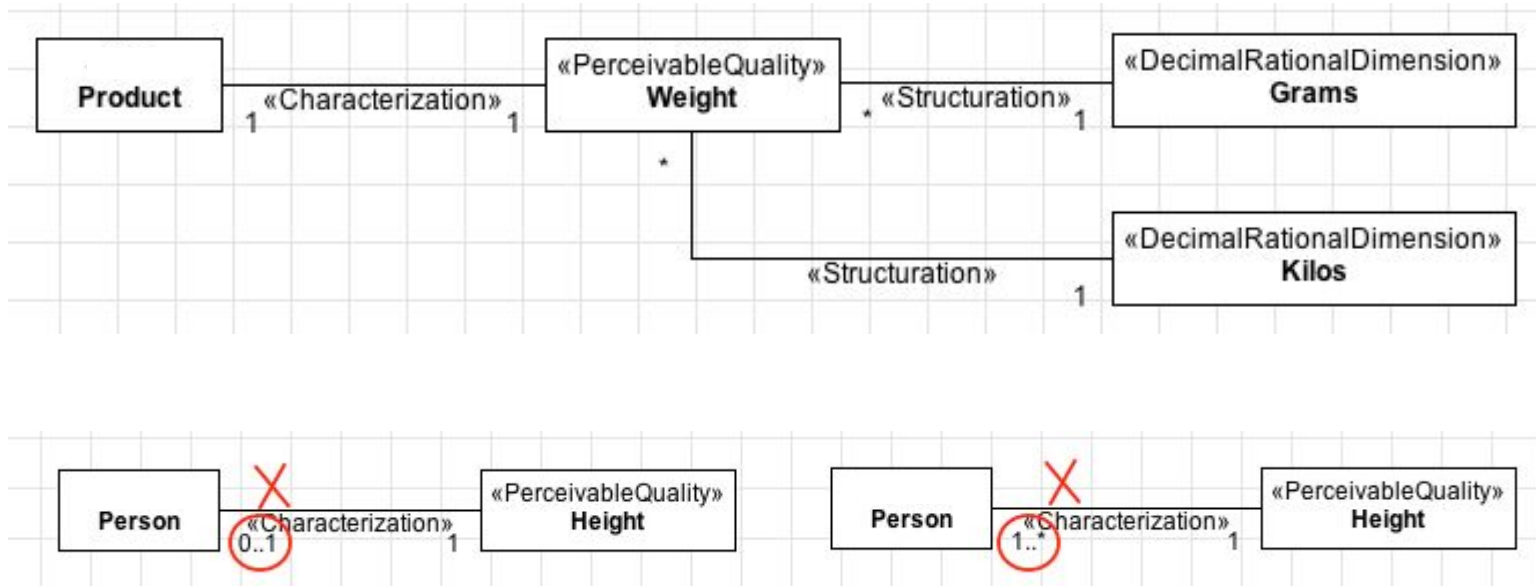 Product
«Characterization»
1
1
«PerceivableQuality»
Weight
* «Structuration»
1
«DecimalRationalDimension»
Grams
*
«Structuration»
1
«DecimalRationalDimension»
Kilos
Person
«Characterization»
0..1
1
«PerceivableQuality»
Height
Person
«Characterization»
1..*
1
«PerceivableQuality»
Height